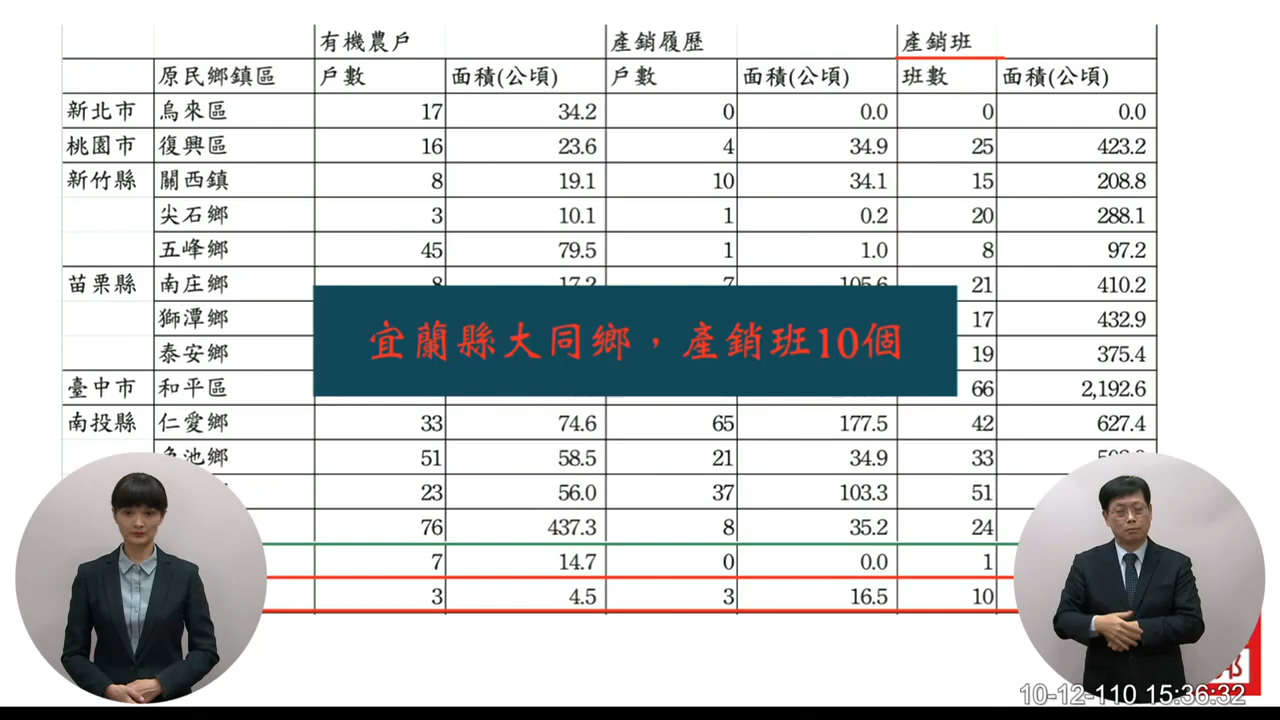 有機農戶 產銷履歷 產銷班
原民鄉鎮區 戶數 面積(公頃) 戶數 面積(公頃) 班數 面積(公頃)
新北市 烏來區 17 34.2 0 0.0 0 0.0
桃園市 復興區 16 23.6 4 34.9 25 423.2
新竹縣 關西鎮 8 19.1 10 34.1 15 208.8
尖石鄉 3 10.1 1 0.2 20 288.1
五峰鄉 45 79.5 1 1.0 8 97.2
苗栗縣 南庄鄉 8 17.2 7 105.6 21 410.2
獅潭鄉 17 432.9
宜蘭縣大同鄉，產銷班10個
泰安鄉 19 375.4
臺中市 和平區 66 2,192.6
南投縣 仁愛鄉 33 74.6 65 177.5 42 627.4
魚池鄉 51 58.5 21 34.9 33
23 56.0 37 103.3 51
76 437.3 8 35.2 24
7 14.7 0 0.0 1
3 4.5 3 16.5 10
10-12-110 15:36:32